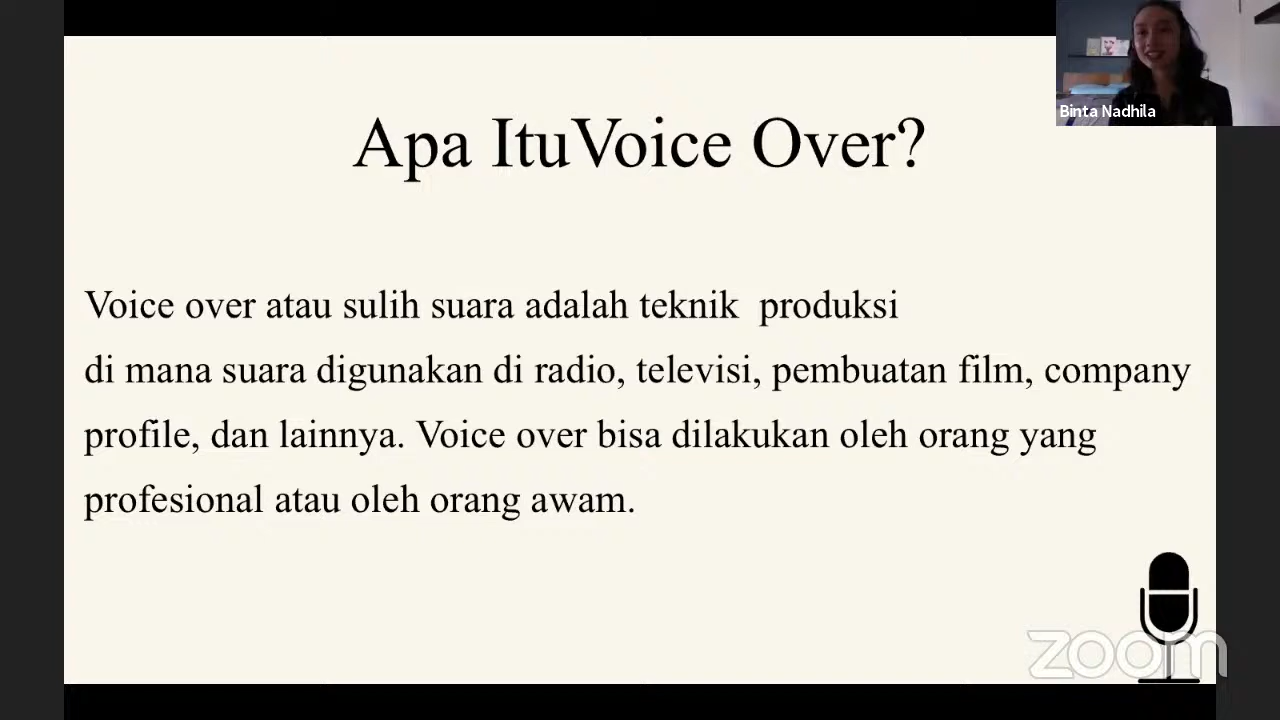 Binta Nadhila
Apa ItuVoice Over?
Voice over atau sulih suara adalah teknik  produksi
di mana suara digunakan di radio, televisi, pembuatan film, company
profile, dan lainnya. Voice over bisa dilakukan oleh orang yang
profesional atau oleh orang awam.
zoom